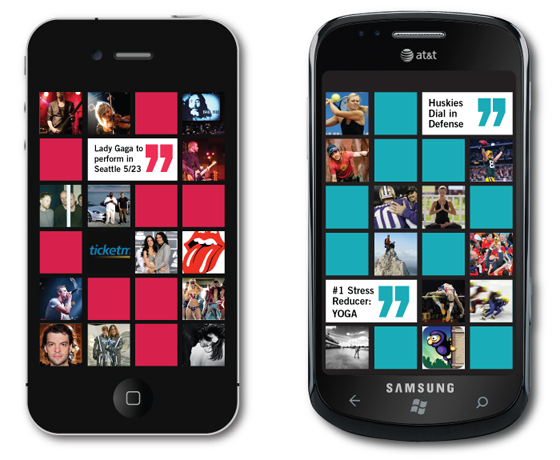 Lady Gaga to
perform in
Seattle 5/23
ticketm
at&t
Huskies
Dial in
Defense
#1 Stress
Reducer:
YOGA
SAMSUNG